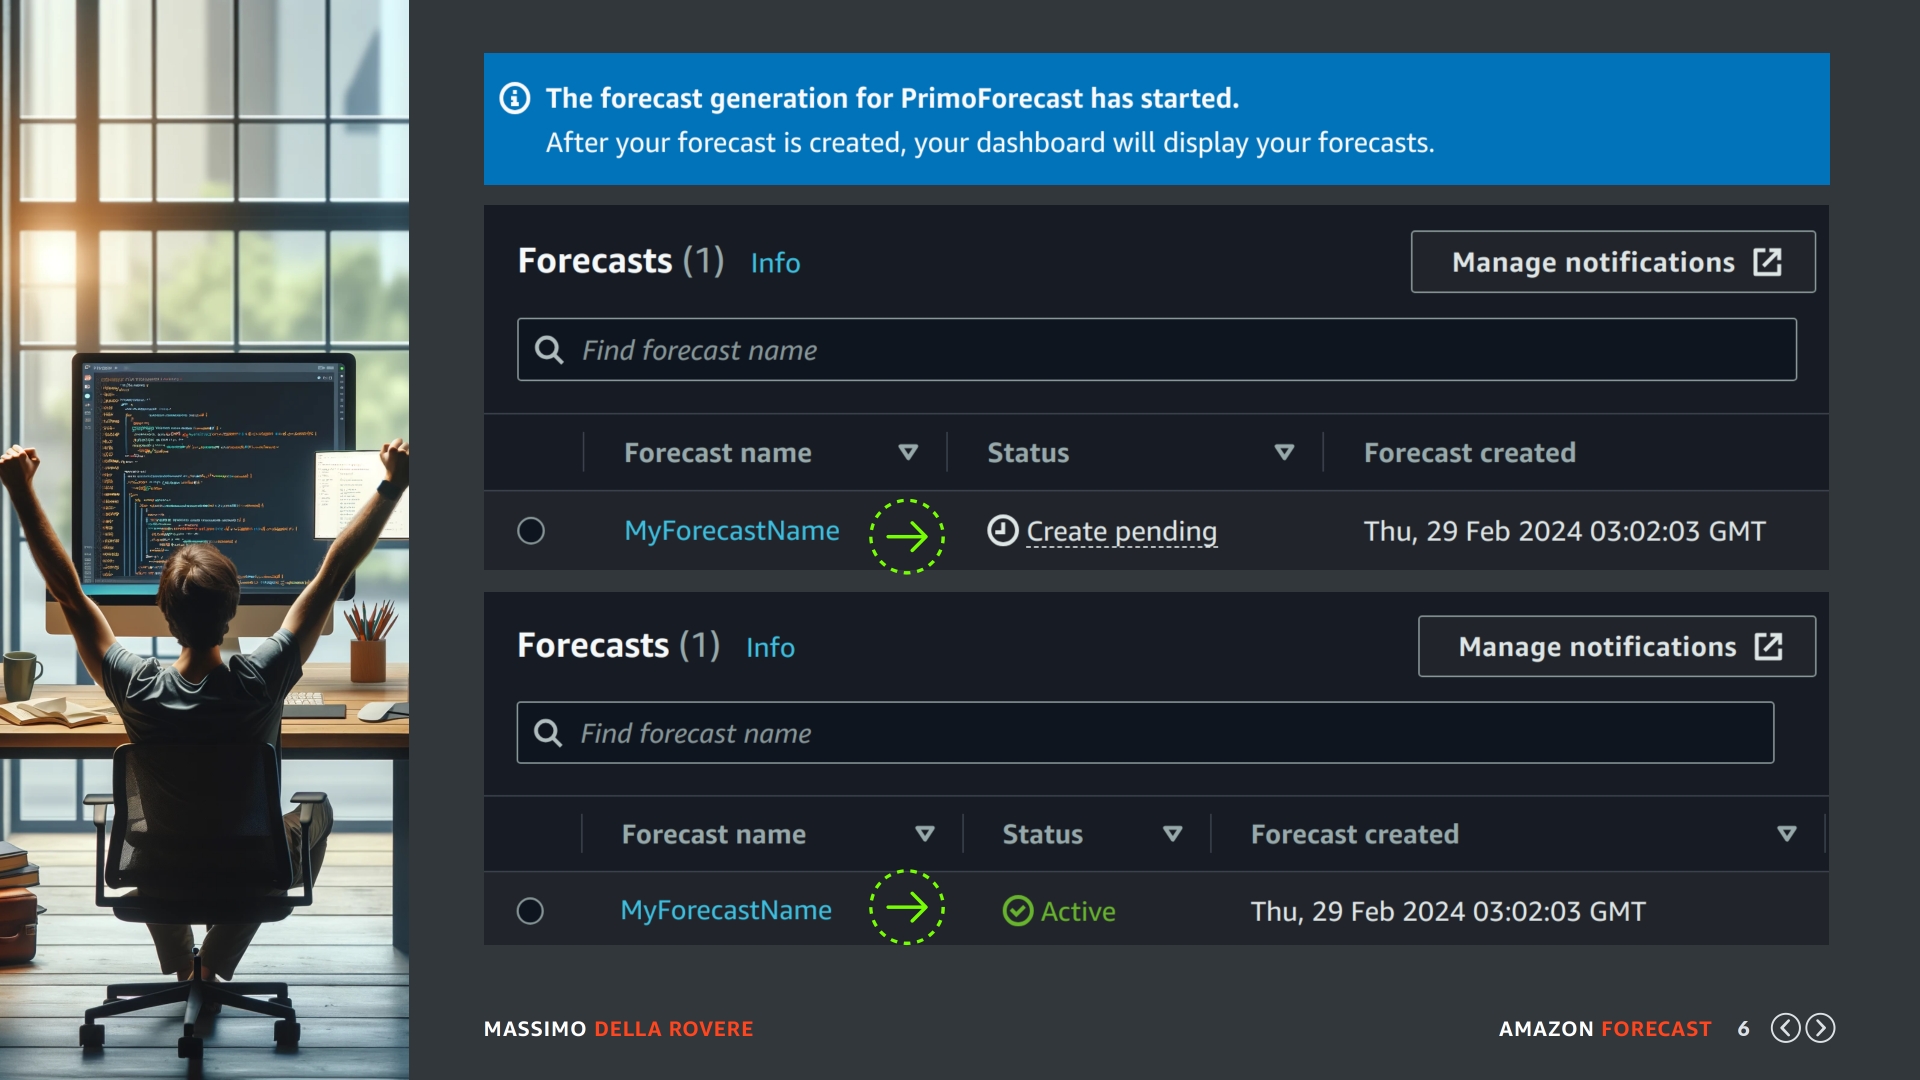 The forecast generation for PrimoForecast has started.
After your forecast is created, your dashboard will display your forecasts.
Forecasts (1) Info Manage notifications
Find forecast name
Forecast name Status Forecast created
MyForecastName Create pending Thu, 29 Feb 2024 03:02:03 GMT
Forecasts (1) Info Manage notifications
Find forecast name
Forecast name Status Forecast created
MyForecastName Active Thu, 29 Feb 2024 03:02:03 GMT
MASSIMO DELLA ROVERE AMAZON FORECAST 6